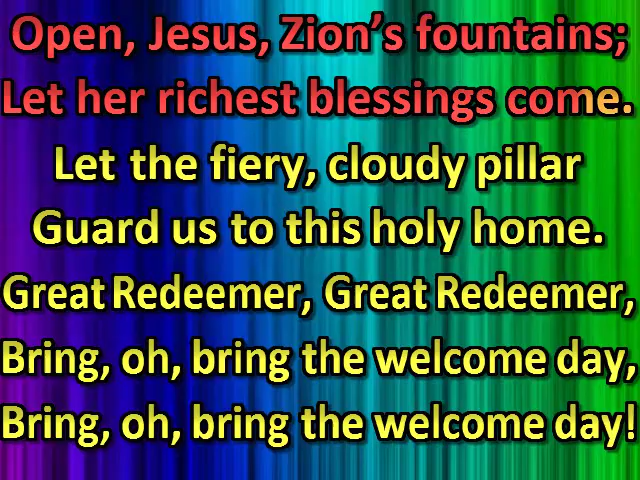 Open, Jesus, Zion’s fountains;
Let her richest blessings come.
Let the fiery, cloudy pillar
Guard us to this holy home.
Great Redeemer, Great Redeemer,
Bring, oh, bring the welcome day,
Bring, oh, bring the welcome day!